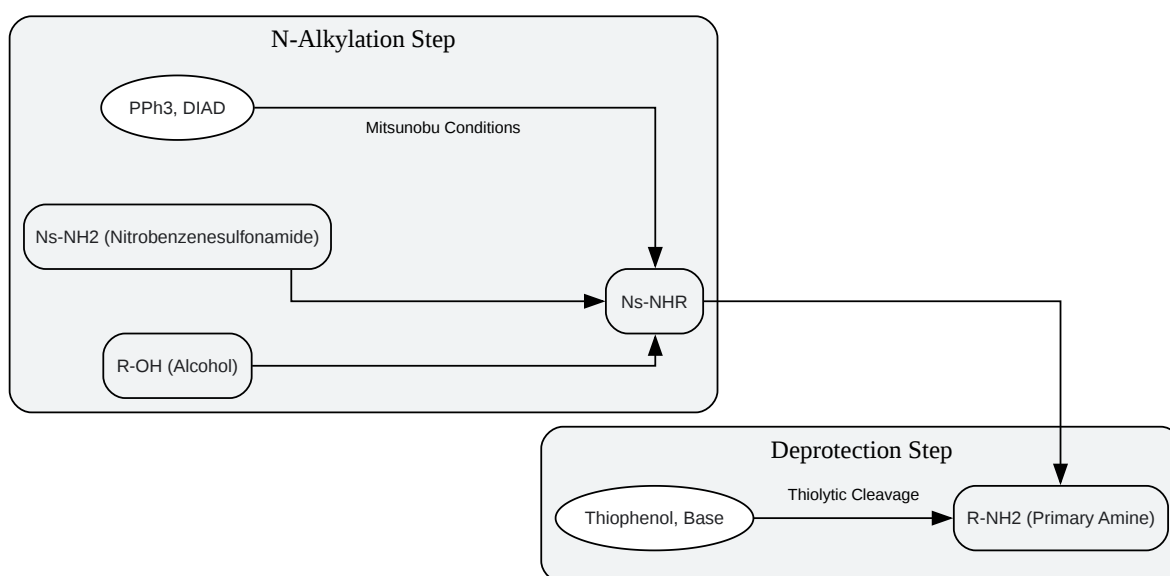 N-Alkylation Step
PPh3, DIAD
Mitsunobu Conditions
Ns-NH2 (Nitrobenzenesulfonamide)
Ns-NHR
R-OH (Alcohol)
Deprotection Step
Thiolytic Cleavage
Thiophenol, Base
R-NH2 (Primary Amine)